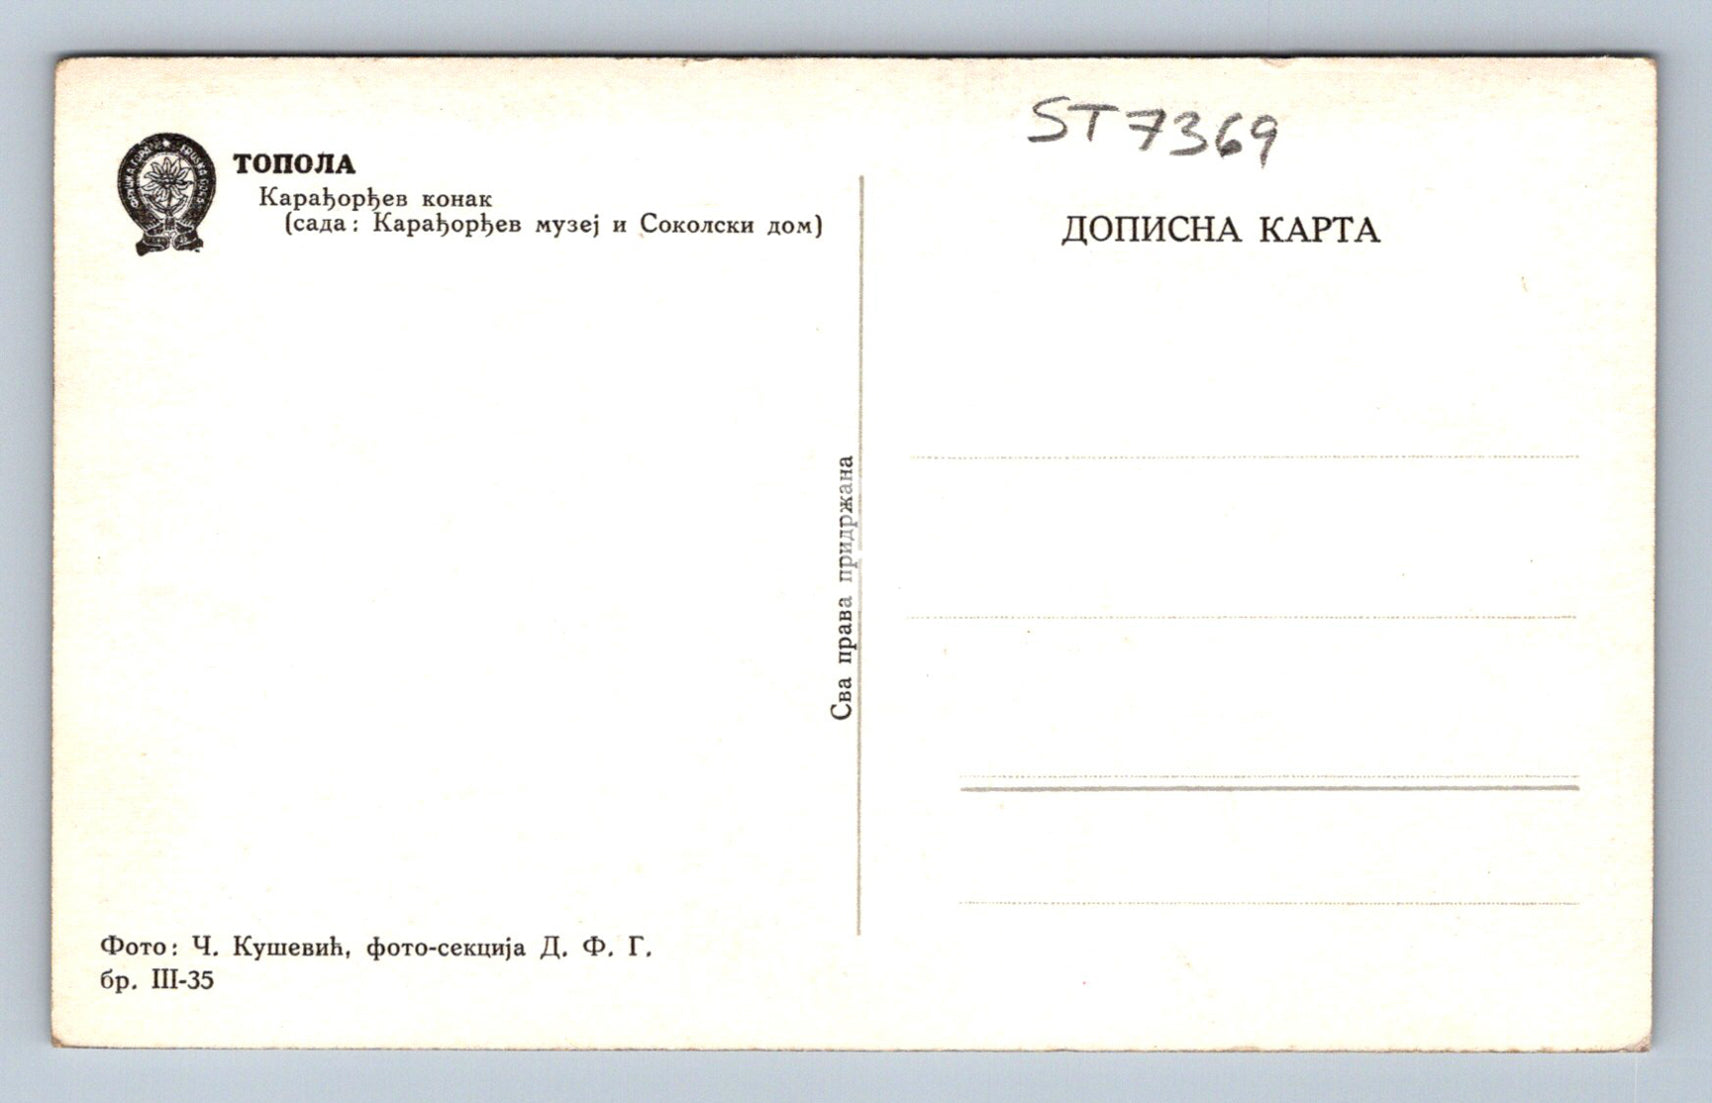 ТОПОЛА
Карађорђев конак
(сада: Карађорђев музеј и Соколски дом)
ST7369
ДОПИСНА КАРТА
Сва права придржана
Фото: Ч. Кушевић, фото-секција Д. Ф. Г.
бр. III-35